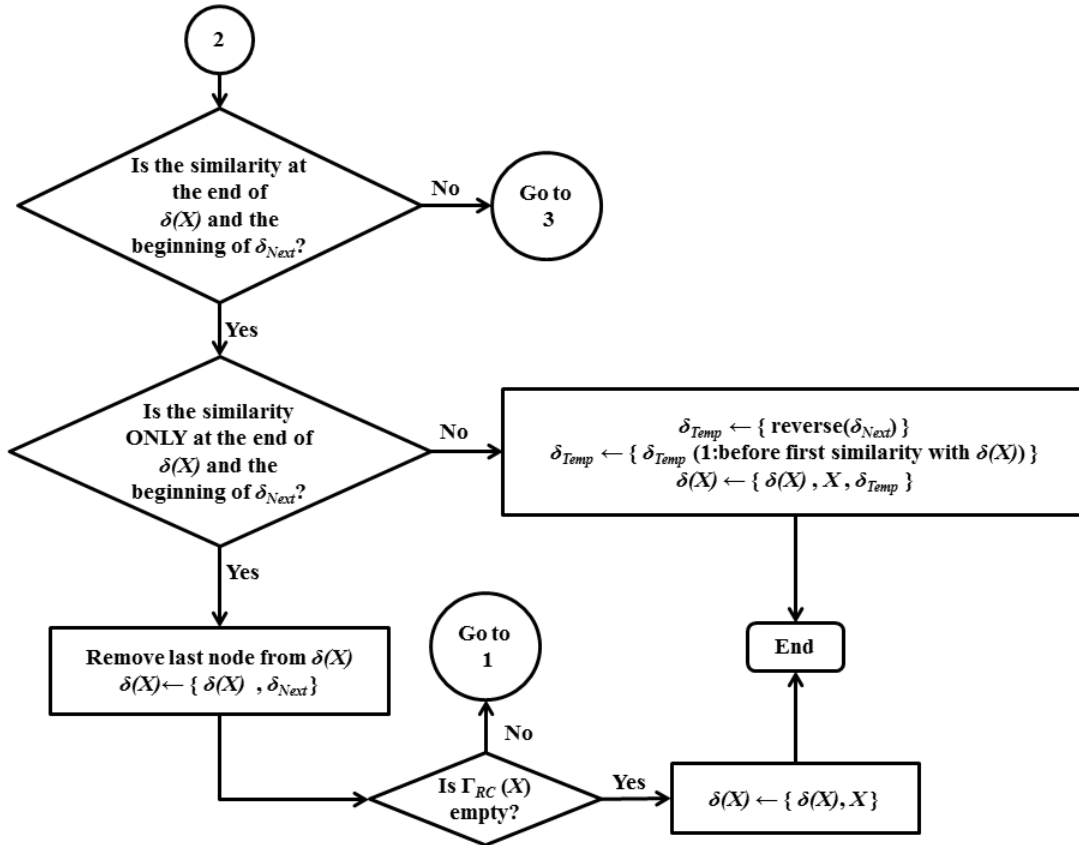 2
Is the similarity at
the end of
δ(X) and the
beginning of δNext?
No
Go to
3
Yes
Is the similarity
ONLY at the end of
δ(X) and the
beginning of δNext?
No
δTemp ← { reverse(δNext) }
δTemp ← { δTemp (1:before first similarity with δ(X)) }
δ(X) ← { δ(X) , X , δTemp }
Yes
Remove last node from δ(X)
δ(X)← { δ(X) , δNext}
Go to
1
End
No
Is ΓRC (X)
empty?
Yes
δ(X) ← { δ(X), X }